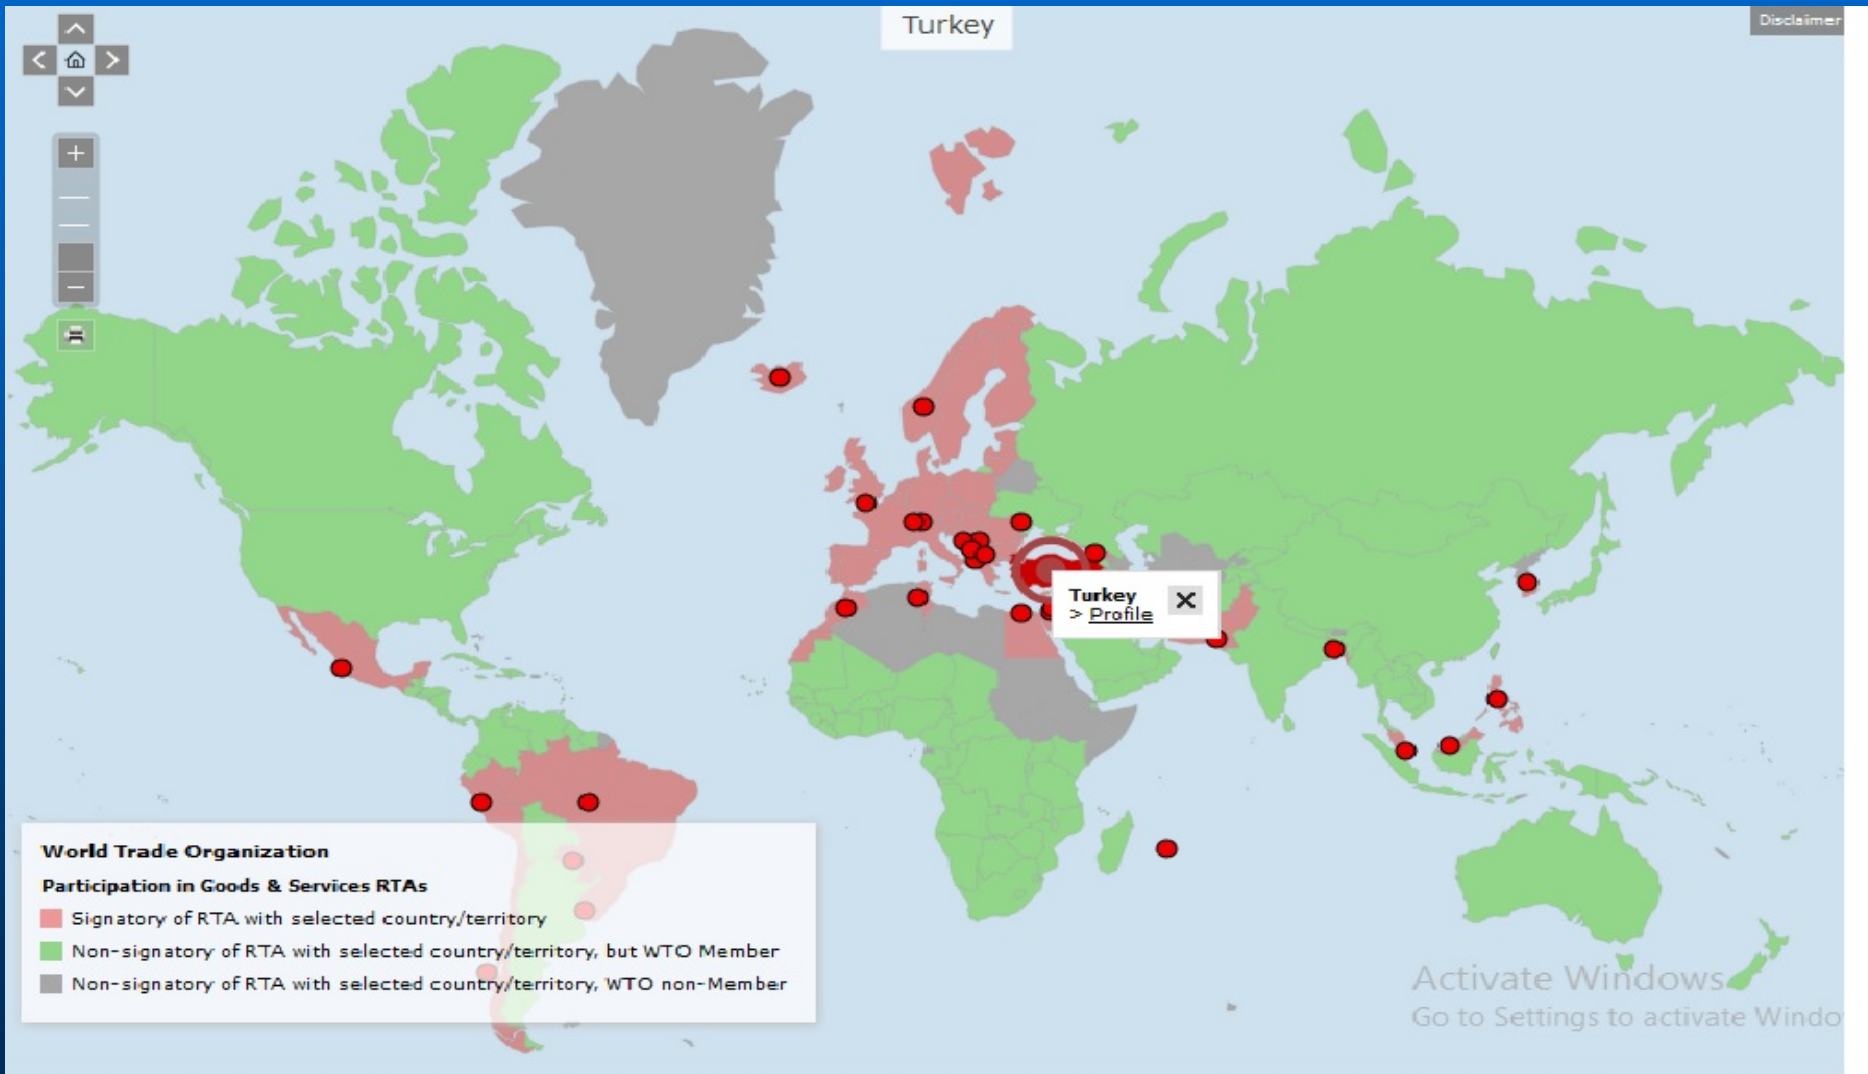 Turkey
Disclaimer
Turkey
> Profile
World Trade Organization
Participation in Goods & Services RTAs
Signatory of RTA with selected country/territory
Non-signatory of RTA with selected country/territory, but WTO Member
Non-signatory of RTA with selected country/territory, WTO non-Member
Activate Windows
Go to Settings to activate Windo